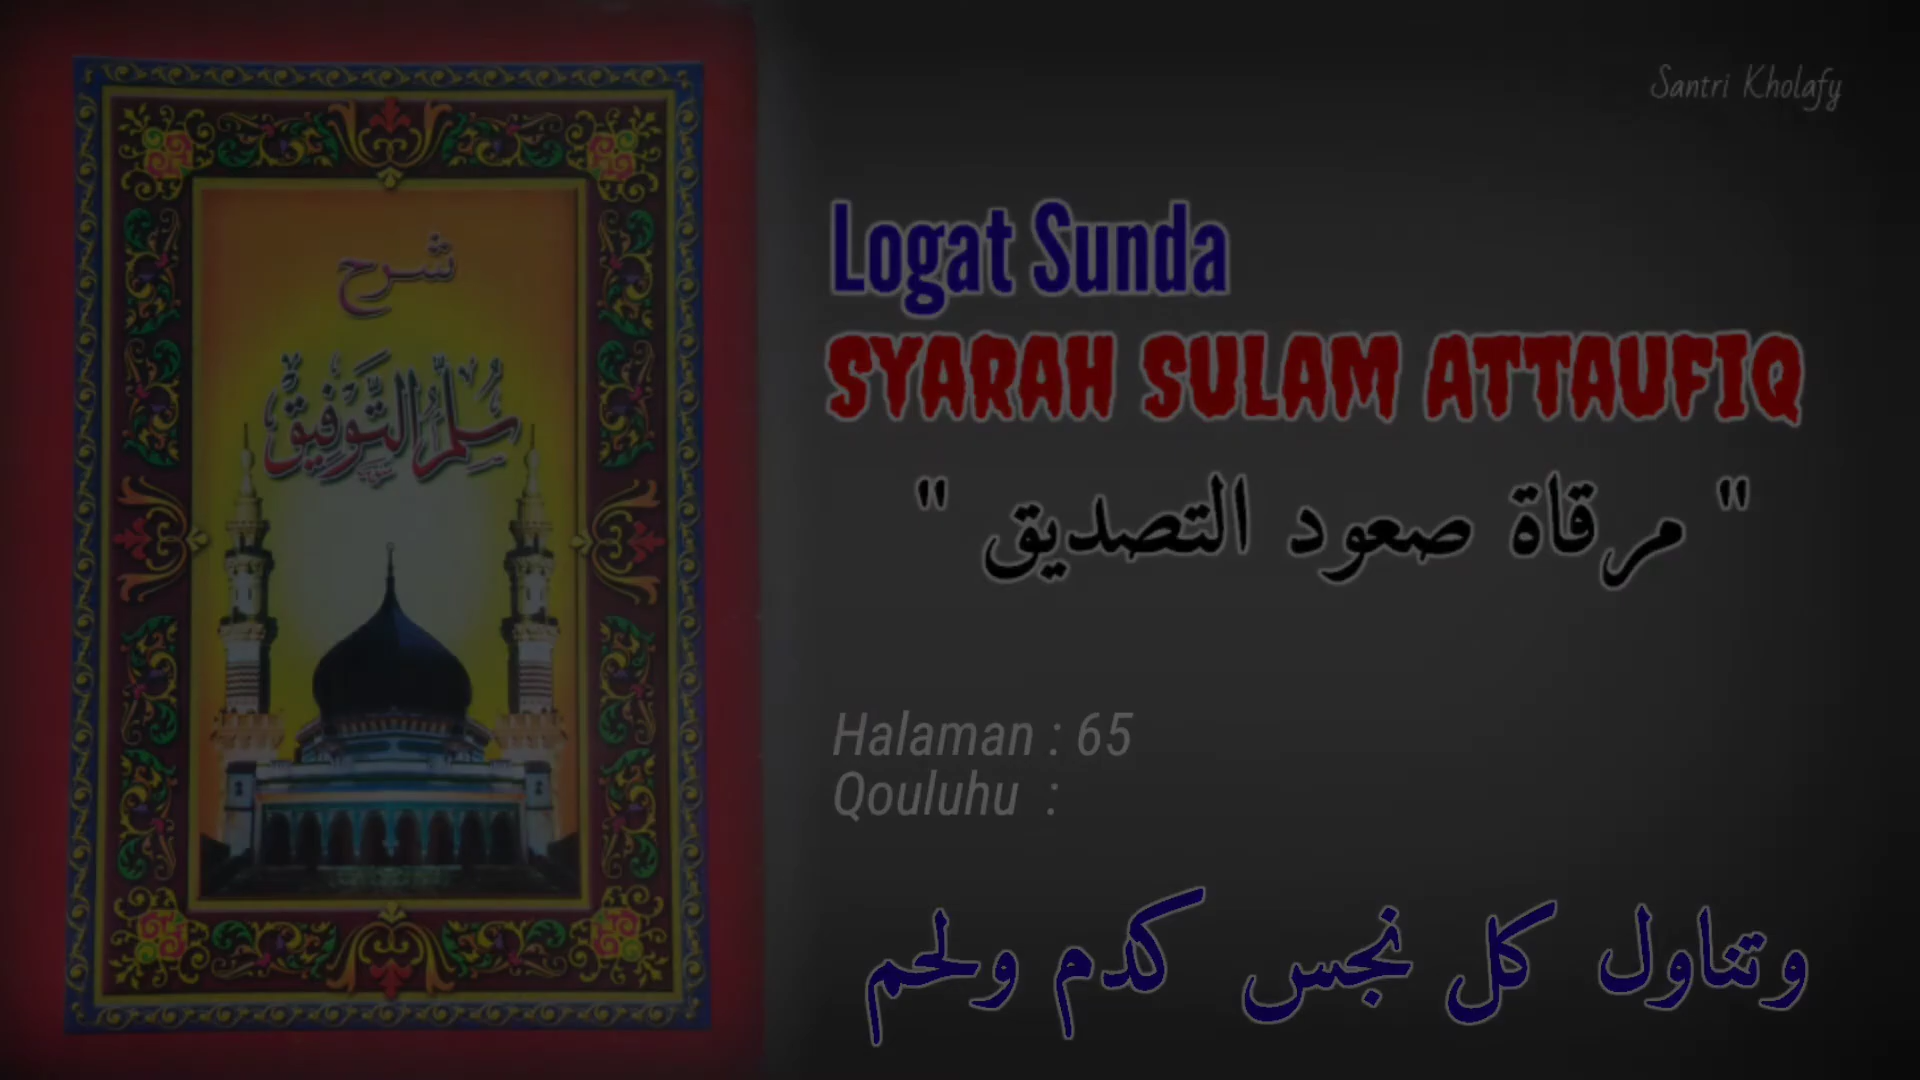 Santri Kholafy
شرح
سلم التوفيق
Logat Sunda
SYARAH SULAM ATTAUFIQ
" مرقاة صعود التصديق "
Halaman : 65
Qouluhu :
وتناول كل نجس كدم ولحم